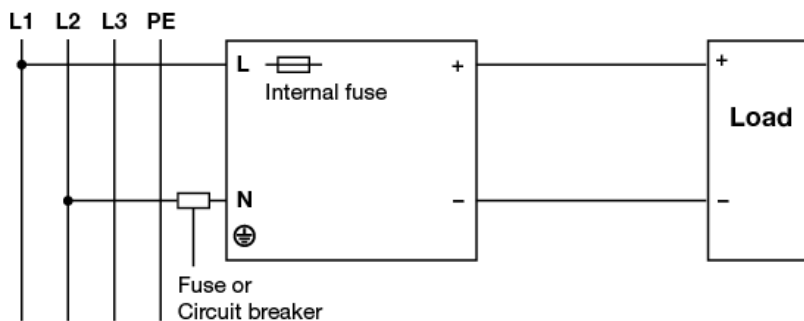 L1 L2 L3 PE
L
+
+
Internal fuse
Load
N
−
−
Fuse or
Circuit breaker